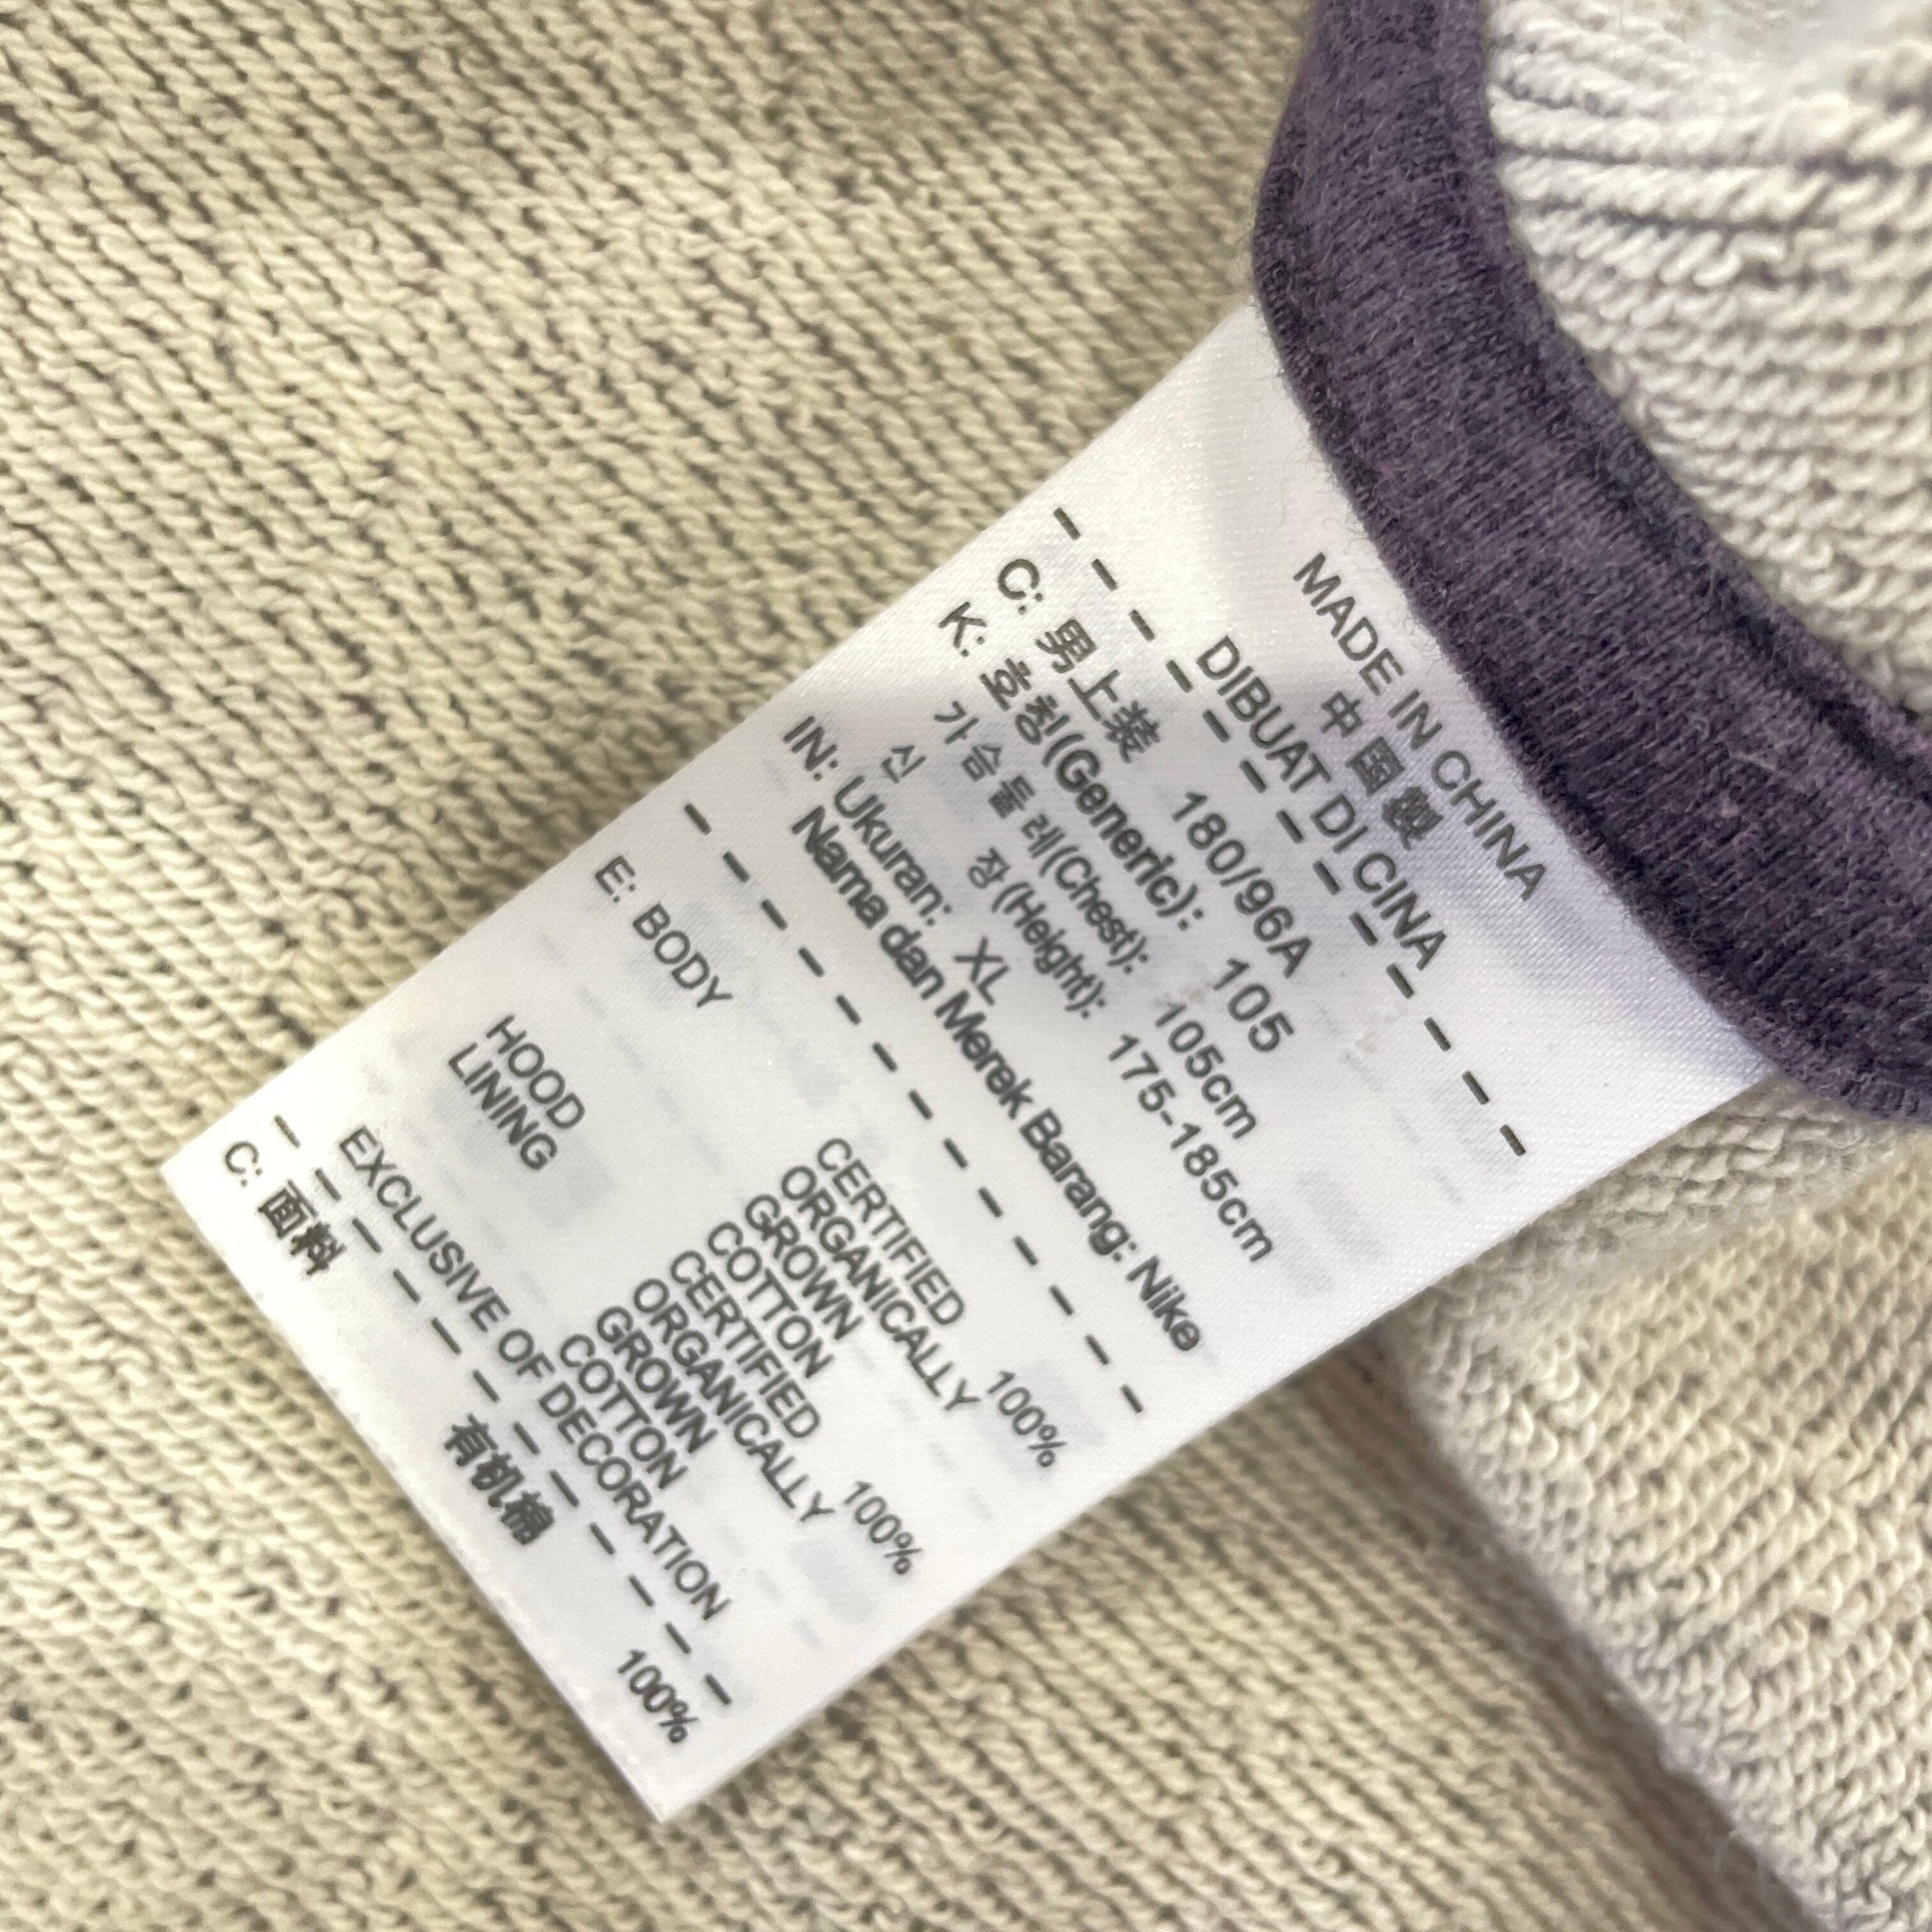 MADE IN CHINA
中國製
DIBUAT DI CINA
C: 男上装 180/96A
K: 호칭(Generic): 105
가슴둘레(Chest): 105cm
신 장(Height): 175-185cm
IN: Ukuran: XL
Nama dan Merek Barang: Nike
E: BODY CERTIFIED
ORGANICALLY 100%
GROWN
COTTON
HOOD CERTIFIED
LINING ORGANICALLY 100%
GROWN
COTTON
EXCLUSIVE OF DECORATION
C: 面料 有机棉 100%